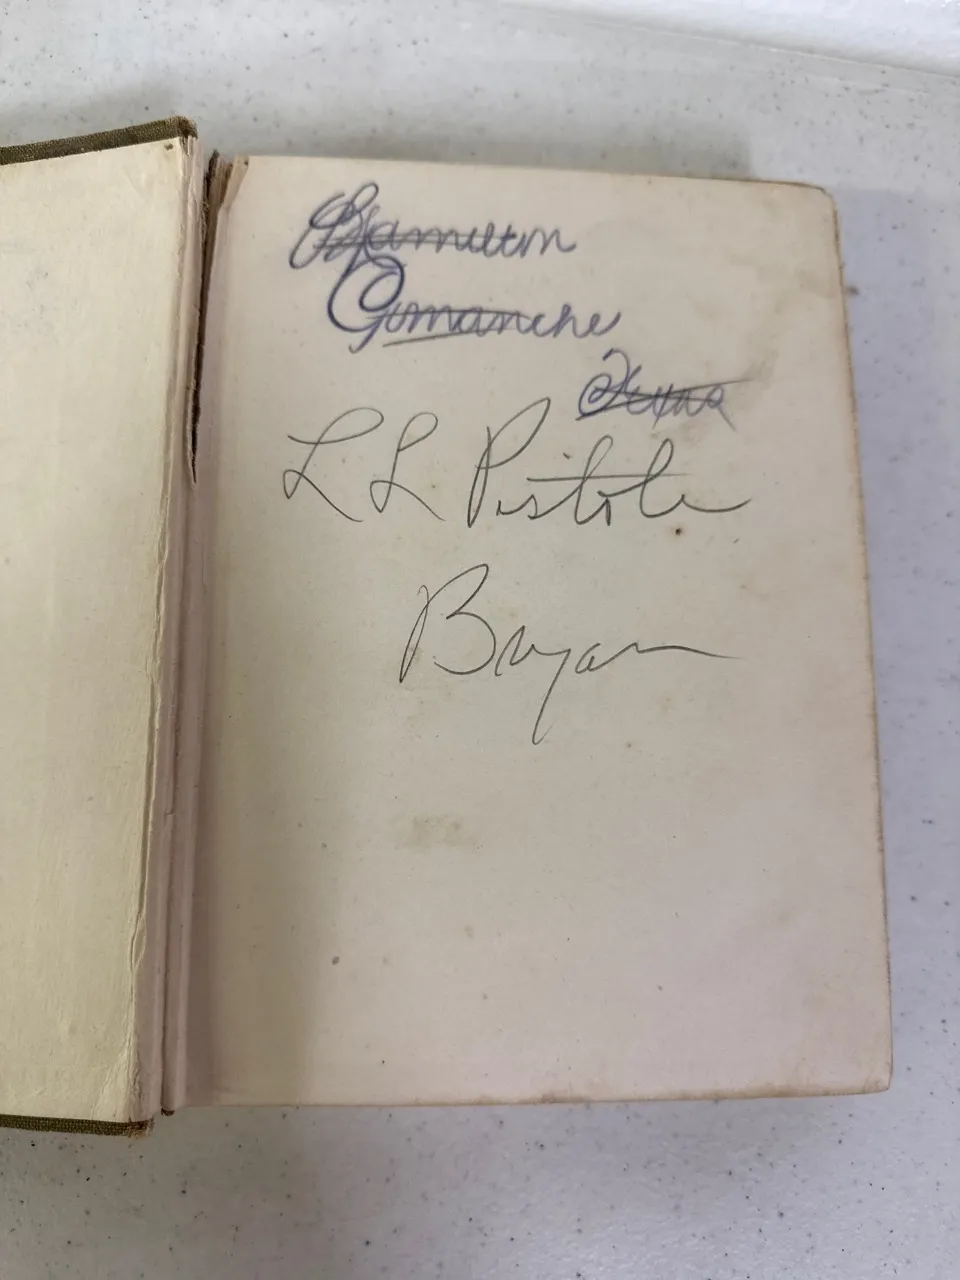 Hamilton
Comanche
Texas
L L Pistole
Bryan